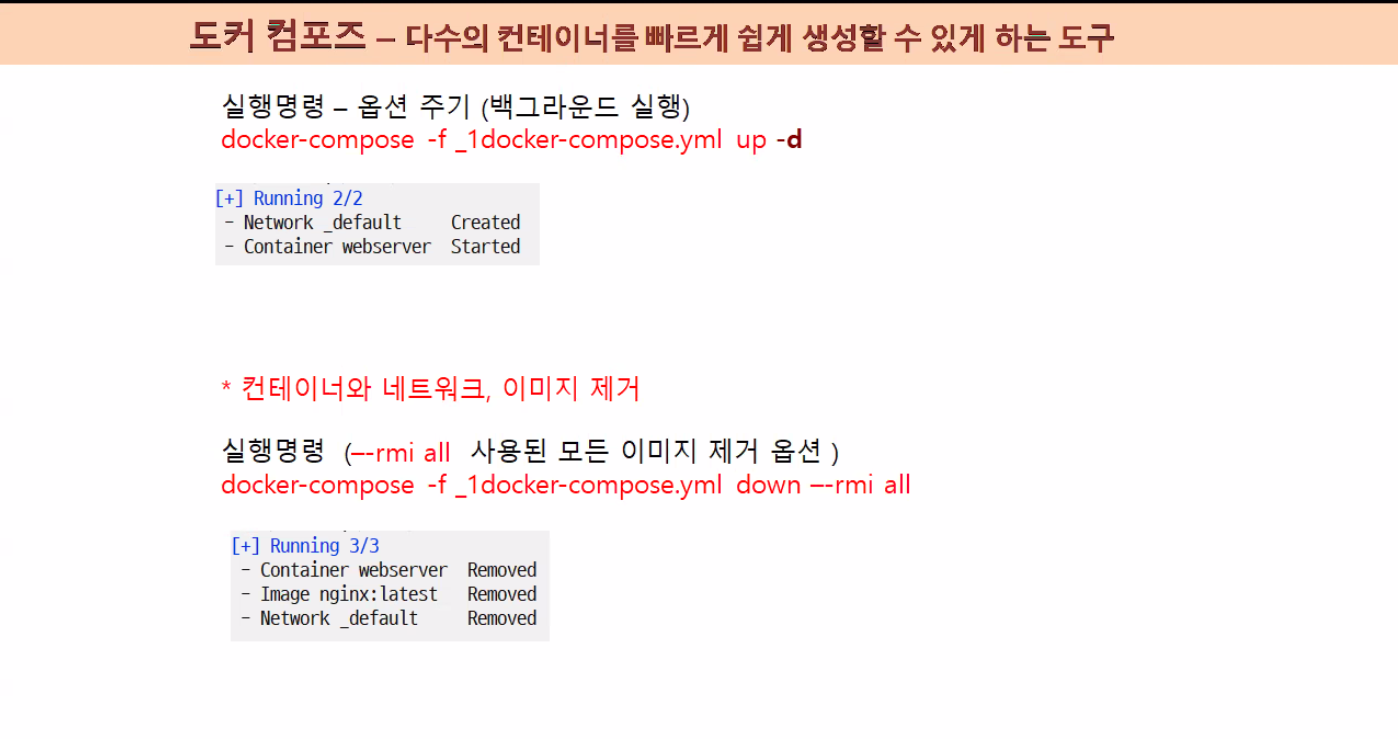 도커 컴포즈 – 다수의 컨테이너를 빠르게 쉽게 생성할 수 있게 하는 도구
실행명령 – 옵션 주기 (백그라운드 실행)
docker-compose -f _1docker-compose.yml up -d
[+] Running 2/2
- Network _default Created
- Container webserver Started
* 컨테이너와 네트워크, 이미지 제거
실행명령 (–-rmi all 사용된 모든 이미지 제거 옵션 )
docker-compose -f _1docker-compose.yml down –-rmi all
[+] Running 3/3
- Container webserver Removed
- Image nginx:latest Removed
- Network _default Removed